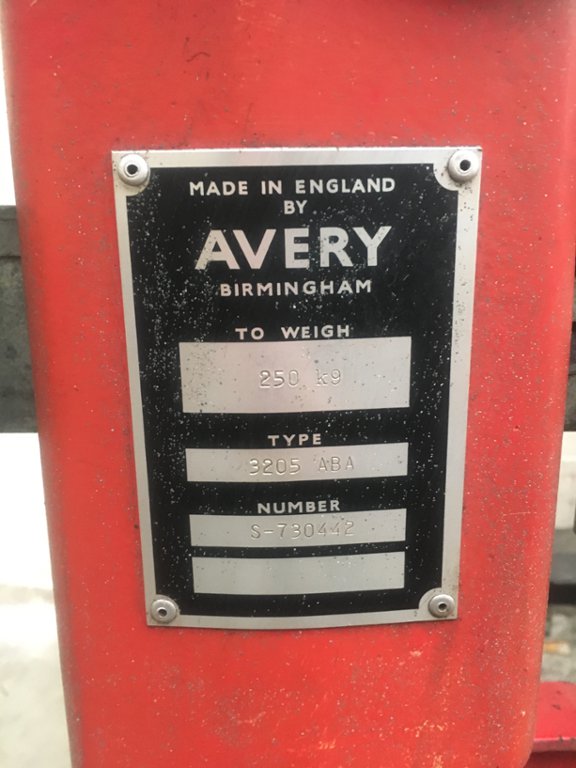 MADE IN ENGLAND
BY
AVERY
BIRMINGHAM
TO WEIGH
250 kg
TYPE
3205 ABA
NUMBER
S-730442